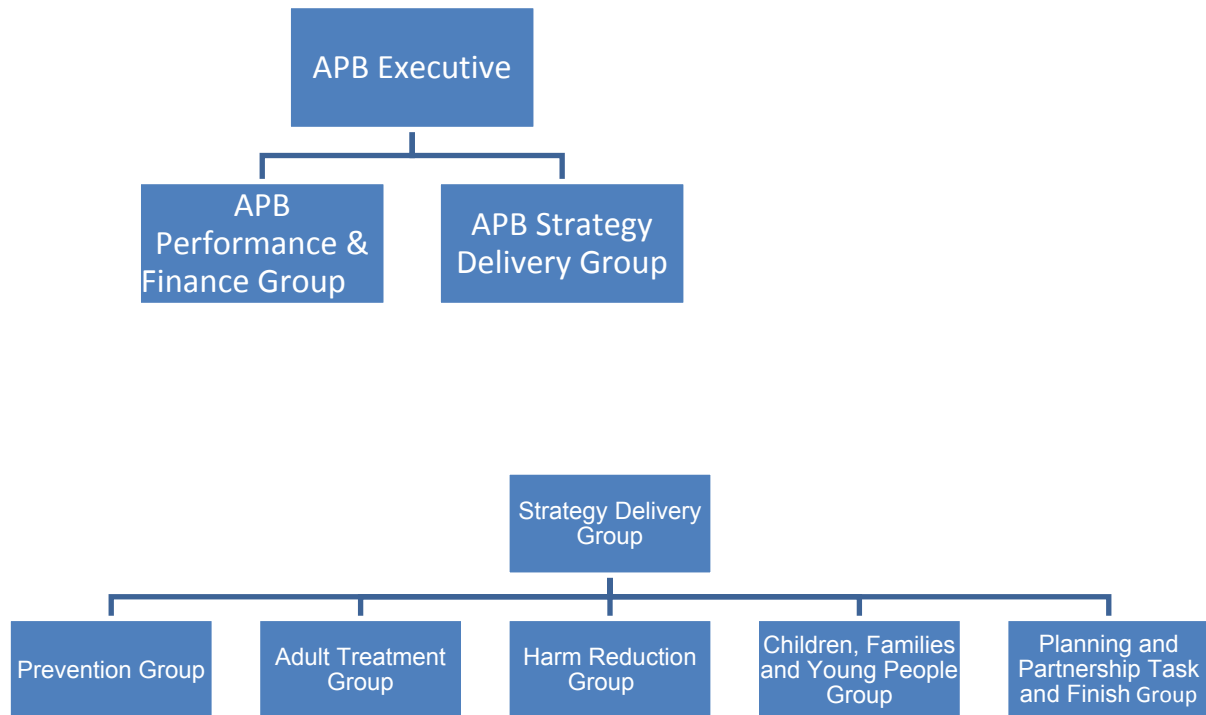 APB Executive
APB
Performance &
Finance Group
APB Strategy
Delivery Group
Strategy Delivery
Group
Prevention Group
Adult Treatment
Group
Harm Reduction
Group
Children, Families
and Young People
Group
Planning and
Partnership Task
and Finish Group